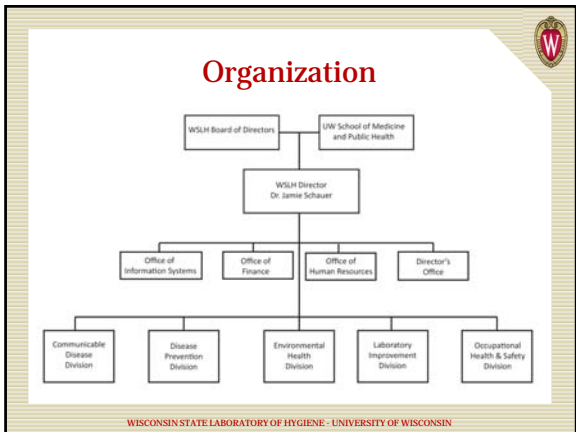 Organization
W
WSLH Board of Directors
UW School of Medicine
and Public Health
WSLH Director
Dr. Jamie Schauer
Office of
Information Systems
Office of
Finance
Office of
Human Resources
Director's
Office
Communicable
Disease
Division
Disease
Prevention
Division
Environmental
Health
Division
Laboratory
Improvement
Division
Occupational
Health & Safety
Division
WISCONSIN STATE LABORATORY OF HYGIENE - UNIVERSITY OF WISCONSIN